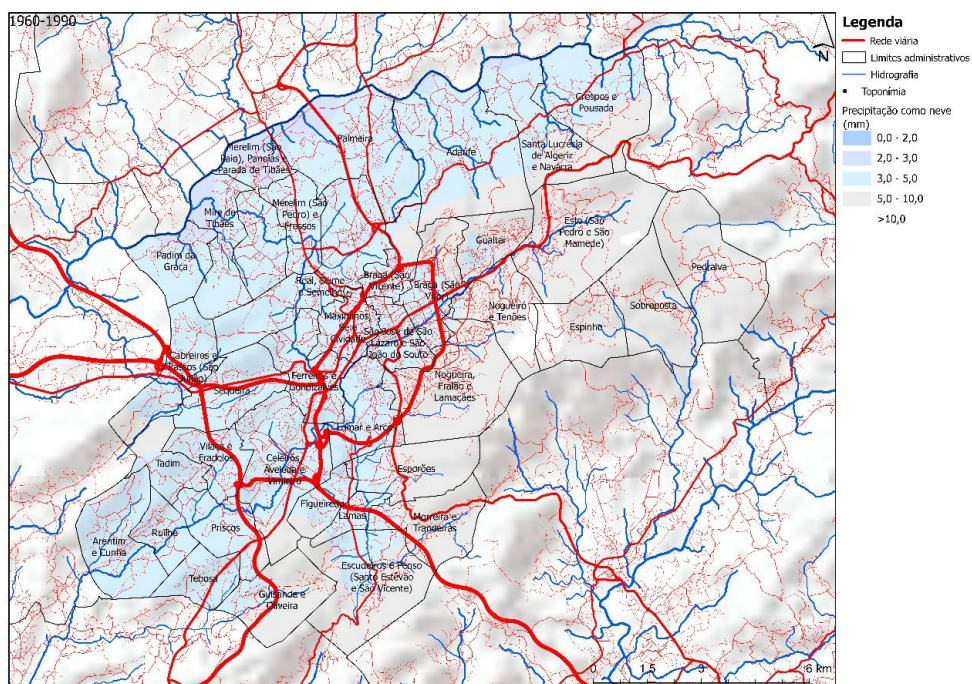 1960-1990
N
Crespos e
Pousada
Palmeira
Merelim (São
Paio), Panoias e
Parada de Tibães
Adaúfe
Santa Lucrécia
de Algeriz e
Navarra
Merelim (São
Pedro) e
Frossos
Mire de
Tibães
Este (São
Pedro e São
Mamede)
Gualtar
Padim da
Graça
Pedralva
Real, Dume
e Semelhe
Braga (São
Vicente)
Braga (São
Nogueiró
e Tenões
Sobreposta
Maximinos,
Sé e
Cividade
São José de São
Lázaro e São
João do Souto
Espinho
Cabreiros e
Passos (São
Julião)
Ferreiros e
Gondizalves
Nogueira,
Fraião e
Lamaçães
Sequeira
Lomar e Arcos
Vilaça e
Fradelos
Tadim
Celeirós,
Aveleda e
Vimieiro
Esporões
Figueiredo
Lamas
Morreira e
Trandeiras
Priscos
Ruilhe
Arentim
e Cunha
Tebosa
Escudeiros e Penso
(Santo Estêvão
e São Vicente)
Guisande e
Oliveira
0 1.5 3 6 km
Legenda
Rede viária
Limites administrativos
Hidrografia
Toponímia
Precipitação como neve
(mm)
0,0 - 2,0
2,0 - 3,0
3,0 - 5,0
5,0 - 10,0
>10,0